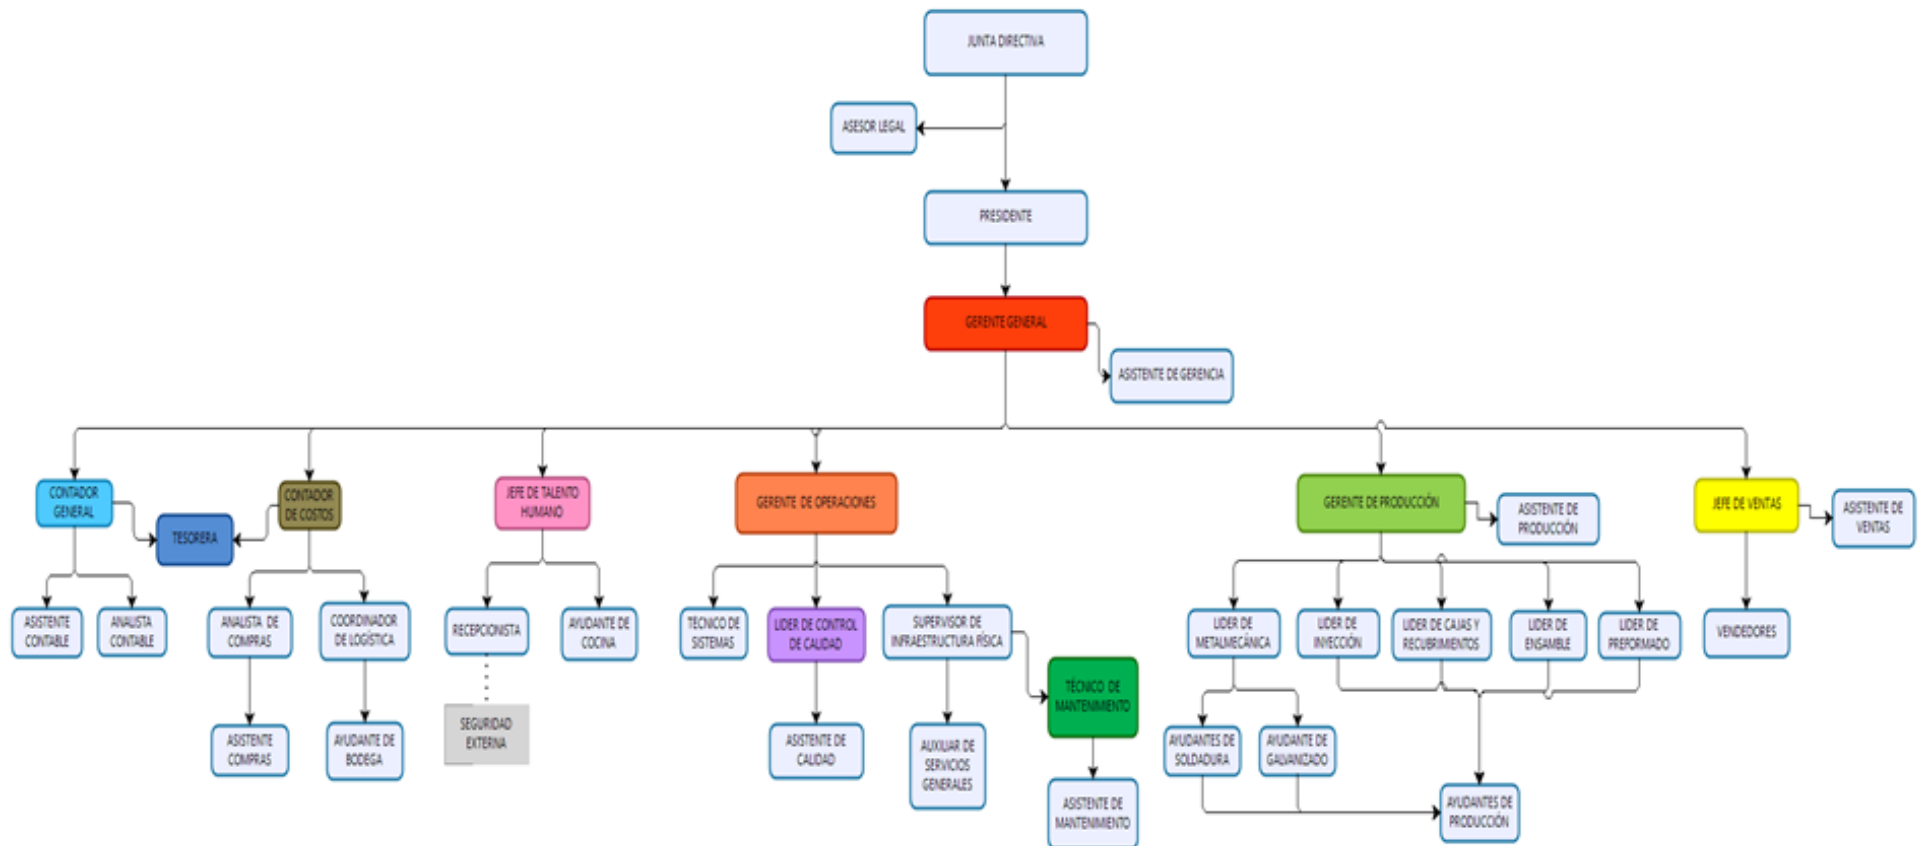 JUNTA DIRECTIVA
ASESOR LEGAL
PRESIDENTE
GERENTE GENERAL
ASISTENTE DE GERENCIA
CONTADOR
GENERAL
TESORERA
CONTADOR
DE COSTOS
JEFE DE TALENTO
HUMANO
GERENTE DE OPERACIONES
GERENTE DE PRODUCCIÓN
ASISTENTE DE
PRODUCCIÓN
JEFE DE VENTAS
ASISTENTE DE
VENTAS
ASISTENTE
CONTABLE
ANALISTA
CONTABLE
ANALISTA DE
COMPRAS
COORDINADOR
DE LOGÍSTICA
RECEPCIONISTA
AYUDANTE DE
COCINA
TÉCNICO DE
SISTEMAS
LIDER DE CONTROL
DE CALIDAD
SUPERVISOR DE
INFRAESTRUCTURA FÍSICA
TÉCNICO DE
MANTENIMIENTO
LIDER DE
METALMECÁNICA
LIDER DE
INYECCIÓN
LIDER DE CAJAS Y
RECUBRIMIENTOS
LIDER DE
ENSAMBLE
LIDER DE
PREFORMADO
VENDEDORES
ASISTENTE
COMPRAS
AYUDANTE DE
BODEGA
SEGURIDAD
EXTERNA
ASISTENTE DE
CALIDAD
AUXILIAR DE
SERVICIOS
GENERALES
ASISTENTE DE
MANTENIMIENTO
AYUDANTES DE
SOLDADURA
AYUDANTE DE
GALVANIZADO
AYUDANTES DE
PRODUCCIÓN